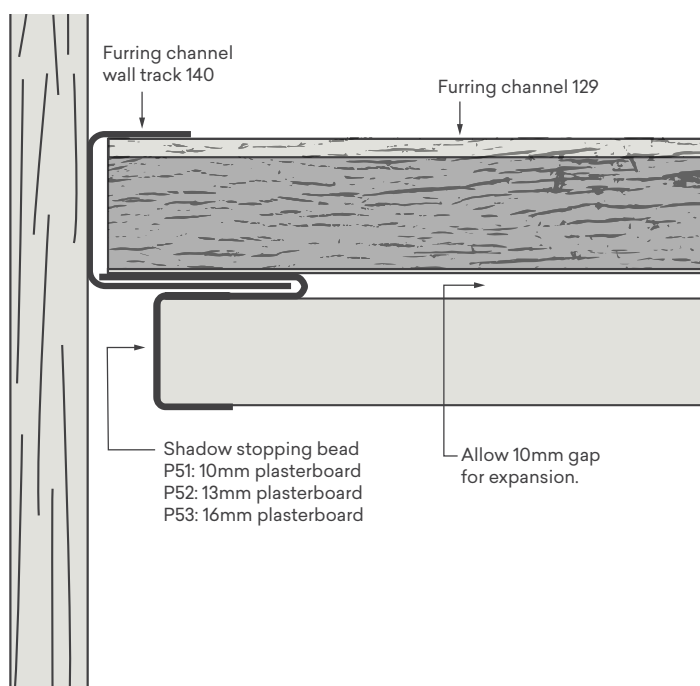 Furring channel
wall track 140
Furring channel 129
Shadow stopping bead
P51: 10mm plasterboard
P52: 13mm plasterboard
P53: 16mm plasterboard
Allow 10mm gap
for expansion.